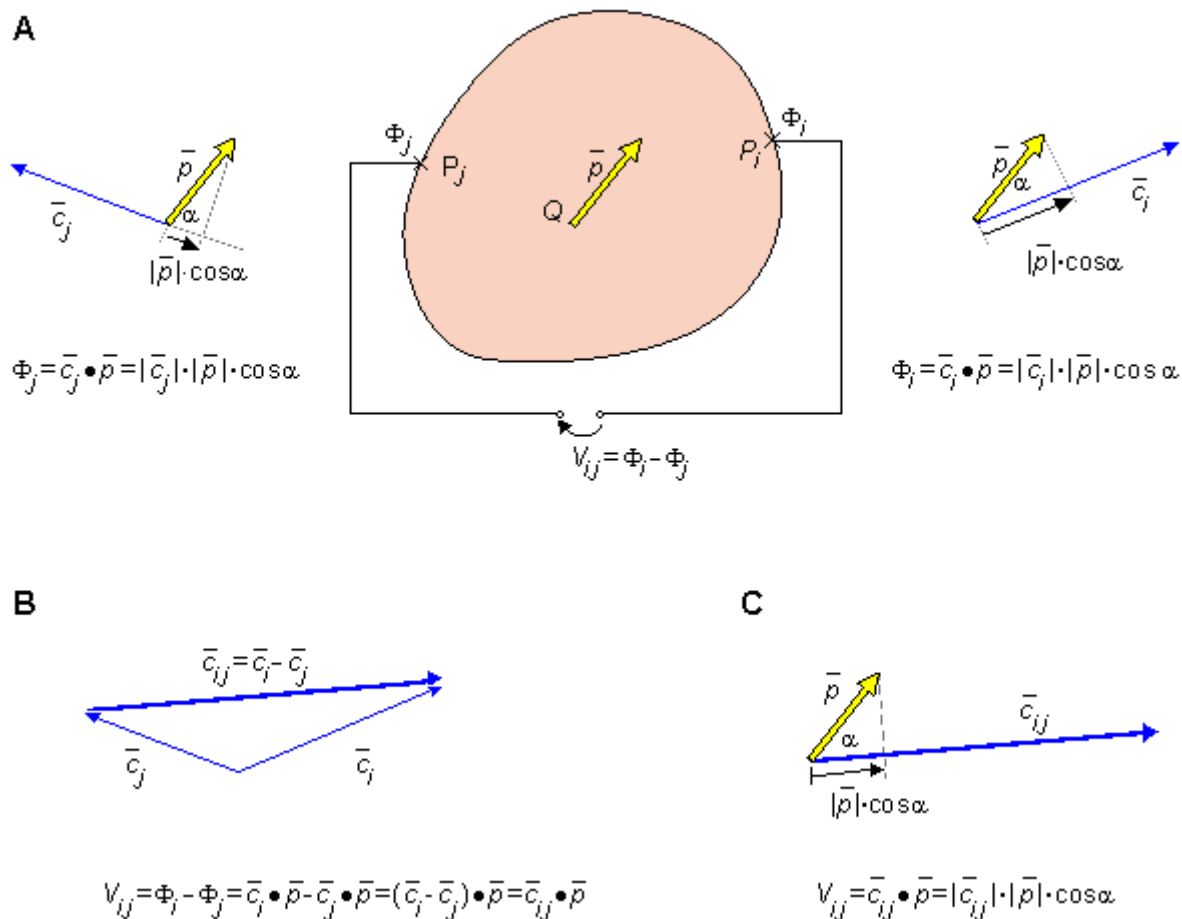 A
Φj
Pj
Φi
Pi
p̄
Q
p̄
α
c̄j
|p̄|·cosα
p̄
α
c̄i
|p̄|·cosα
Φj = c̄j • p̄ = |c̄j|·|p̄|·cosα
Φi = c̄i • p̄ = |c̄i|·|p̄|·cos α
Vij = Φi – Φj
B
c̄ij = c̄i – c̄j
c̄j
c̄i
Vij = Φi – Φj = c̄i • p̄ – c̄j • p̄ = (c̄i – c̄j) • p̄ = c̄ij • p̄
C
p̄
α
c̄ij
|p̄|·cosα
Vij = c̄ij • p̄ = |c̄ij|·|p̄|·cosα